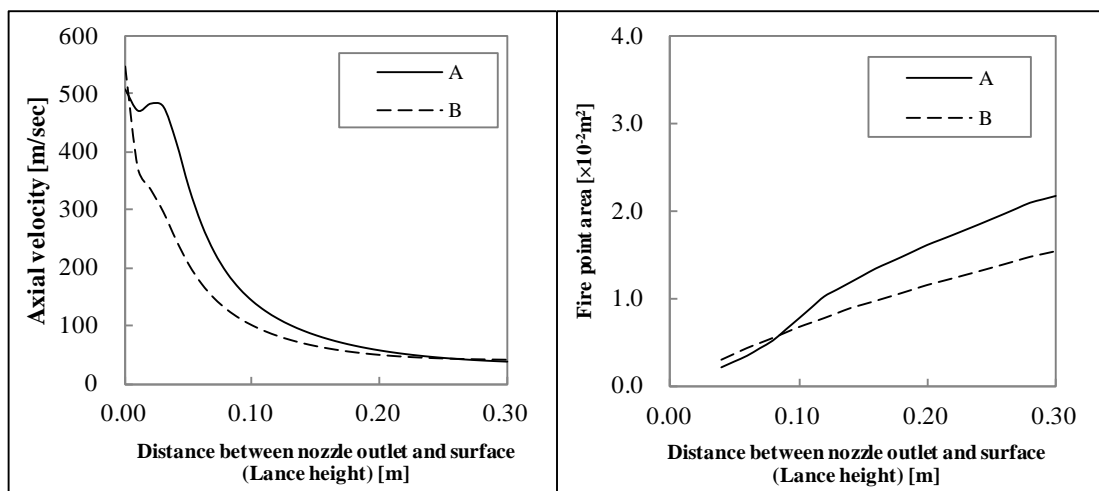 600
500
400
300
200
100
0
0.00 0.10 0.20 0.30
Axial velocity [m/sec]
A
B
Distance between nozzle outlet and surface
(Lance height) [m]
4.0
3.0
2.0
1.0
0.0
0.00 0.10 0.20 0.30
Fire point area [×10⁻²m²]
A
B
Distance between nozzle outlet and surface
(Lance height) [m]